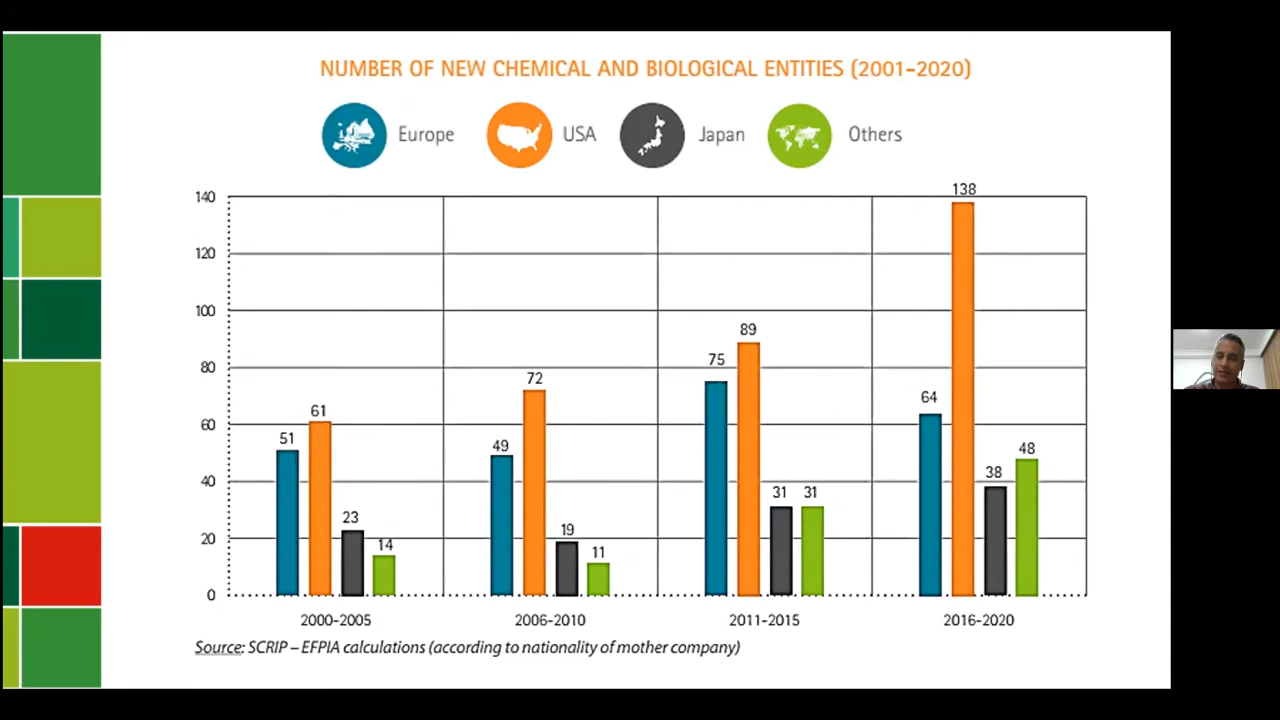 NUMBER OF NEW CHEMICAL AND BIOLOGICAL ENTITIES (2001-2020)
Europe USA Japan Others
140
120
100
80
60
40
20
0
51 61 23 14
49 72 19 11
75 89 31 31
64 138 38 48
2000-2005 2006-2010 2011-2015 2016-2020
Source: SCRIP – EFPIA calculations (according to nationality of mother company)